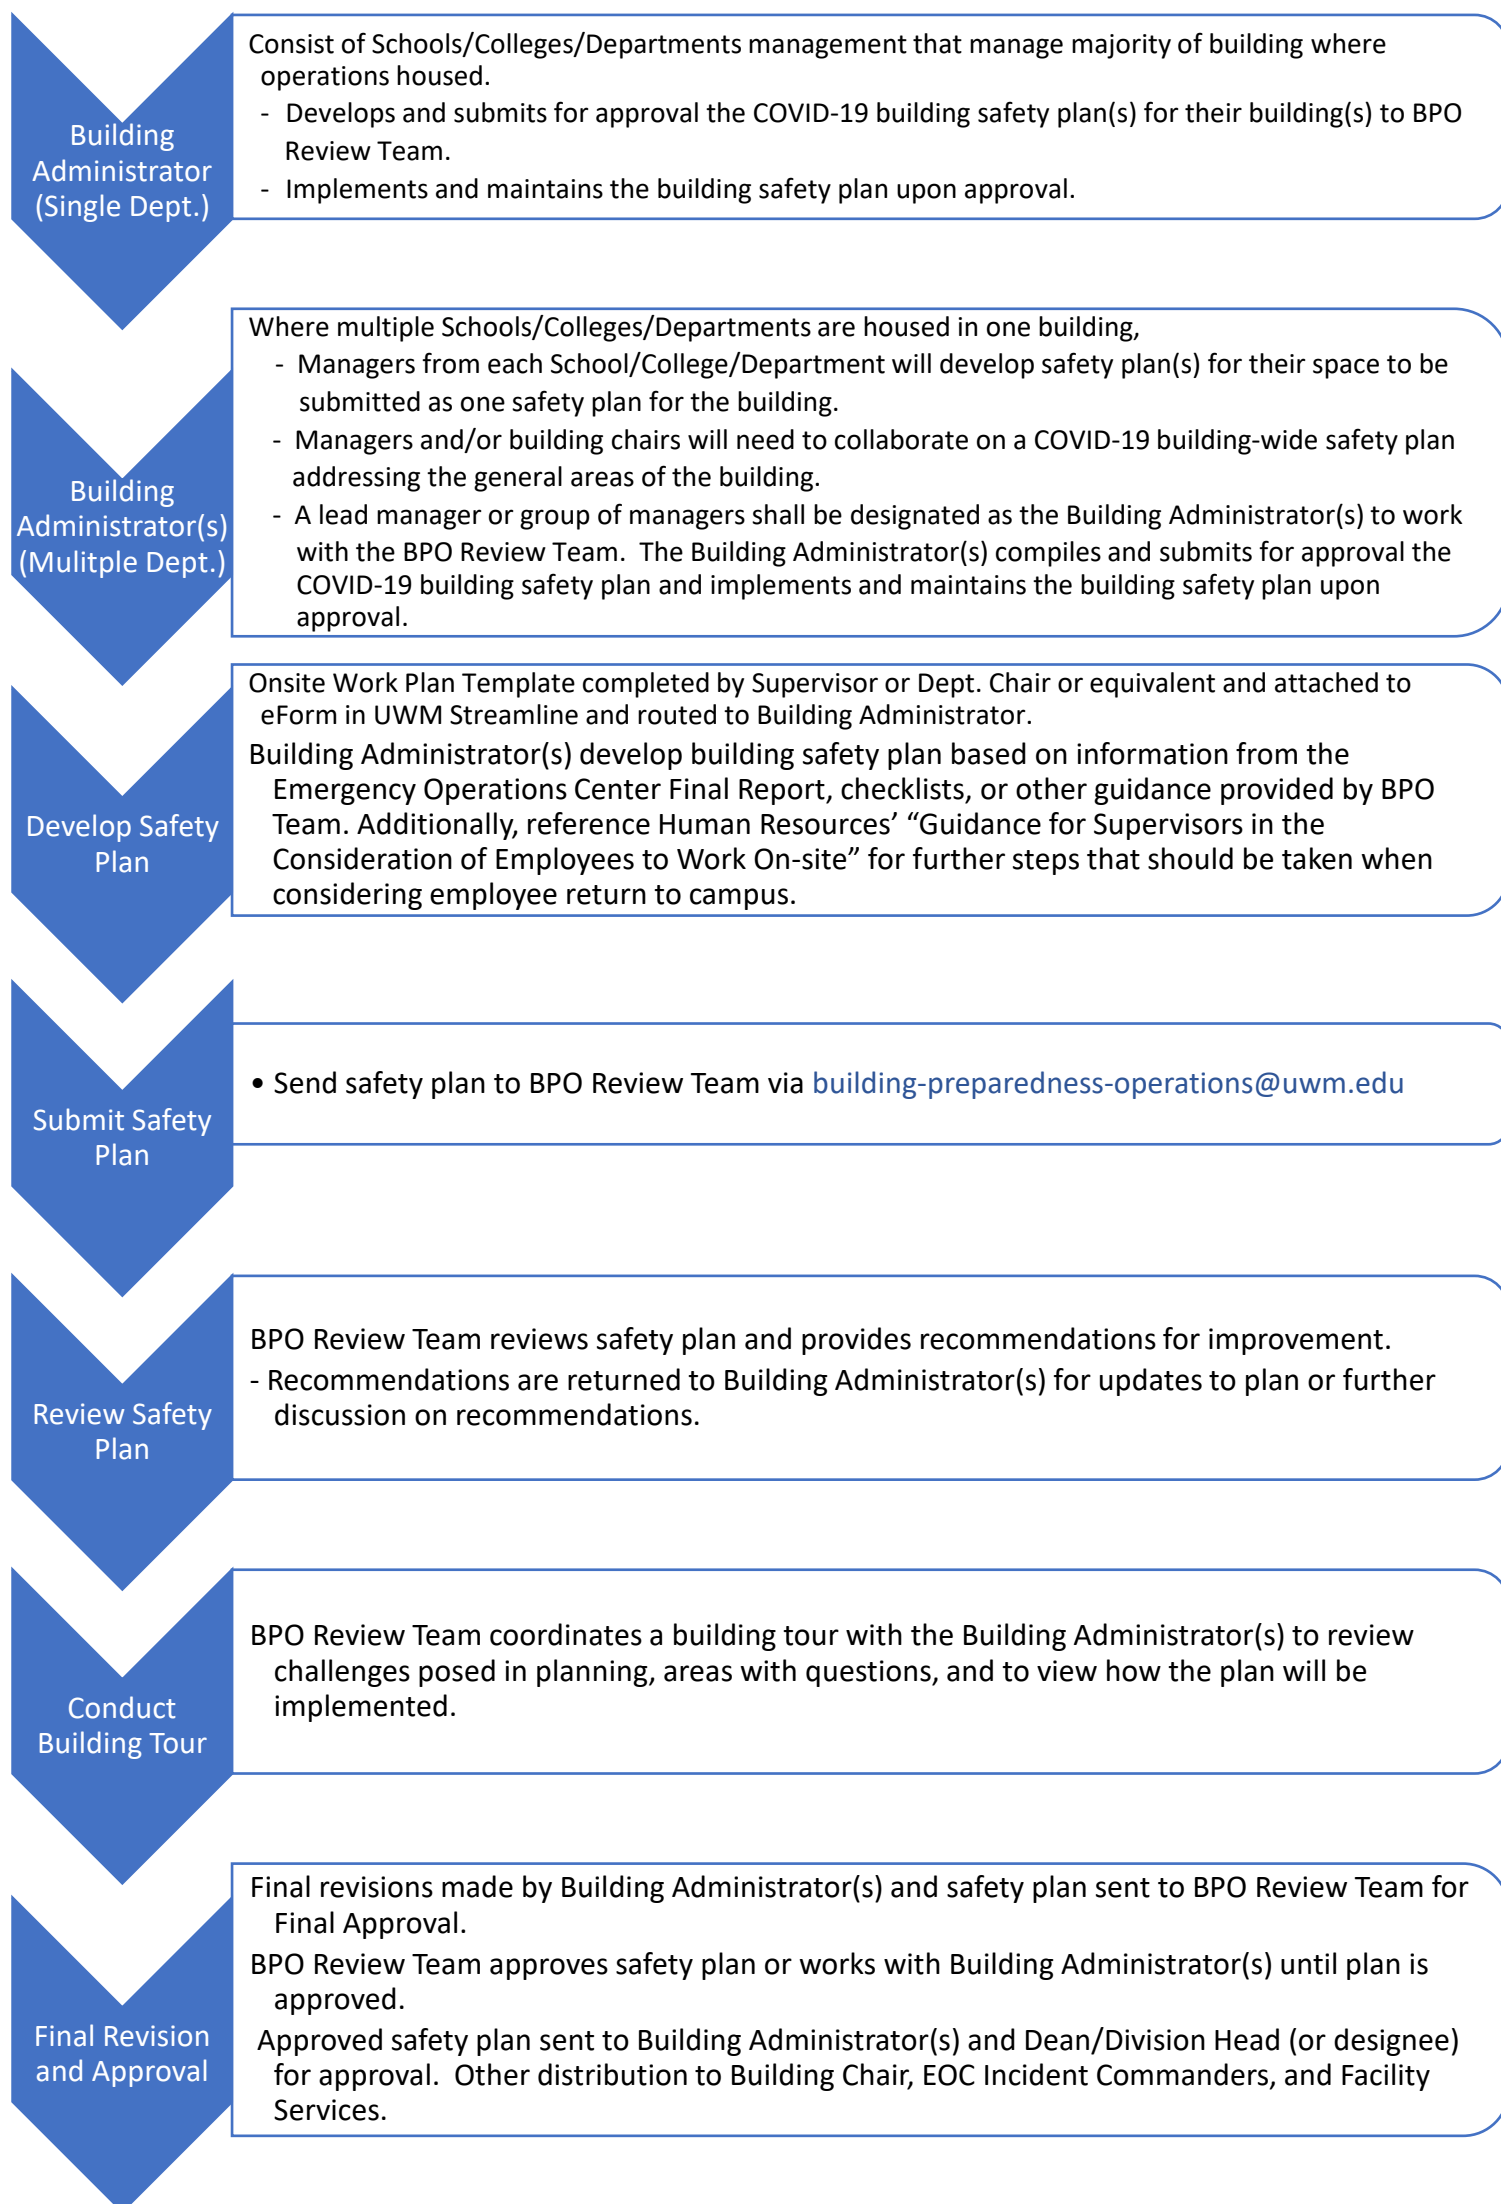 Building
Administrator
(Single Dept.)
Consist of Schools/Colleges/Departments management that manage majority of building where
operations housed.
- Develops and submits for approval the COVID-19 building safety plan(s) for their building(s) to BPO
Review Team.
- Implements and maintains the building safety plan upon approval.
Building
Administrator(s)
(Mulitple Dept.)
Where multiple Schools/Colleges/Departments are housed in one building,
- Managers from each School/College/Department will develop safety plan(s) for their space to be
submitted as one safety plan for the building.
- Managers and/or building chairs will need to collaborate on a COVID-19 building-wide safety plan
addressing the general areas of the building.
- A lead manager or group of managers shall be designated as the Building Administrator(s) to work
with the BPO Review Team. The Building Administrator(s) compiles and submits for approval the
COVID-19 building safety plan and implements and maintains the building safety plan upon
approval.
Develop Safety
Plan
Onsite Work Plan Template completed by Supervisor or Dept. Chair or equivalent and attached to
eForm in UWM Streamline and routed to Building Administrator.
Building Administrator(s) develop building safety plan based on information from the
Emergency Operations Center Final Report, checklists, or other guidance provided by BPO
Team. Additionally, reference Human Resources’ “Guidance for Supervisors in the
Consideration of Employees to Work On-site” for further steps that should be taken when
considering employee return to campus.
Submit Safety
Plan
• Send safety plan to BPO Review Team via building-preparedness-operations@uwm.edu
Review Safety
Plan
BPO Review Team reviews safety plan and provides recommendations for improvement.
- Recommendations are returned to Building Administrator(s) for updates to plan or further
discussion on recommendations.
Conduct
Building Tour
BPO Review Team coordinates a building tour with the Building Administrator(s) to review
challenges posed in planning, areas with questions, and to view how the plan will be
implemented.
Final Revision
and Approval
Final revisions made by Building Administrator(s) and safety plan sent to BPO Review Team for
Final Approval.
BPO Review Team approves safety plan or works with Building Administrator(s) until plan is
approved.
Approved safety plan sent to Building Administrator(s) and Dean/Division Head (or designee)
for approval. Other distribution to Building Chair, EOC Incident Commanders, and Facility
Services.